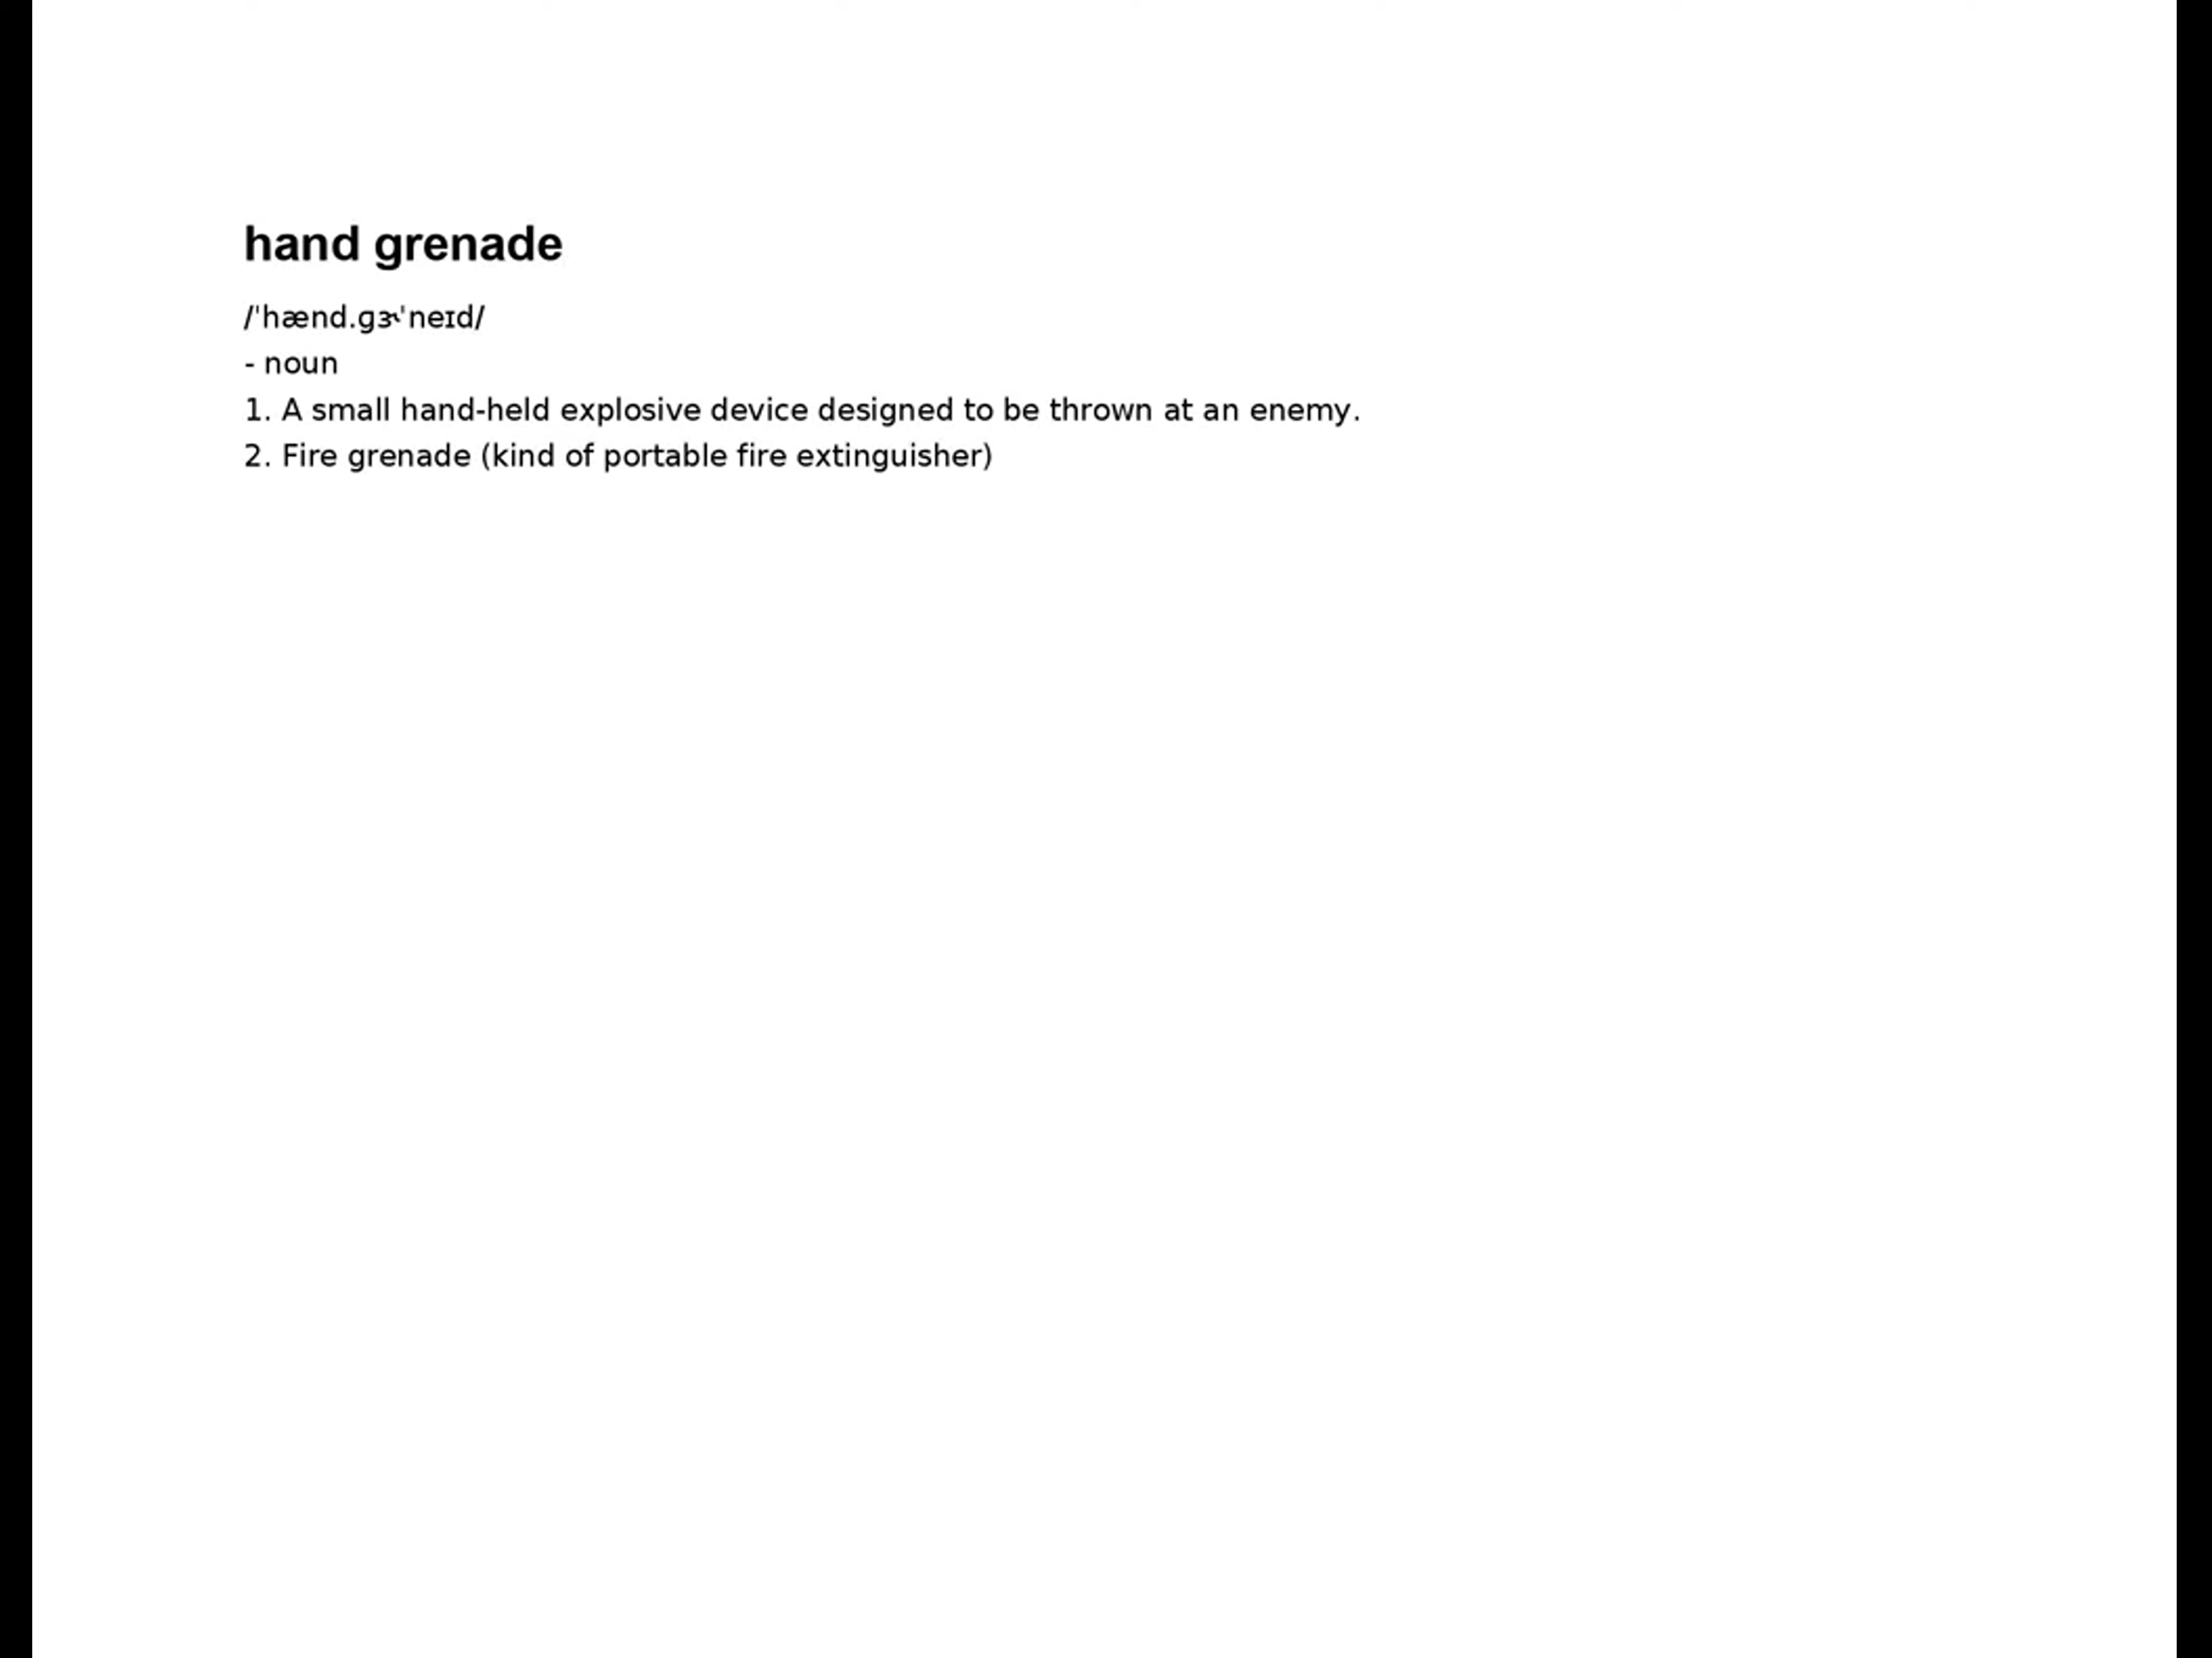 hand grenade
/ˈhænd.gɝˈneɪd/
- noun
1. A small hand-held explosive device designed to be thrown at an enemy.
2. Fire grenade (kind of portable fire extinguisher)